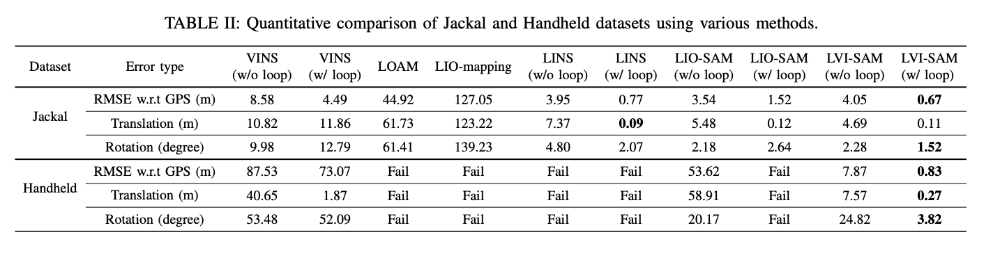 TABLE II: Quantitative comparison of Jackal and Handheld datasets using various methods.
Dataset Error type VINS (w/o loop) VINS (w/ loop) LOAM LIO-mapping LINS (w/o loop) LINS (w/ loop) LIO-SAM (w/o loop) LIO-SAM (w/ loop) LVI-SAM (w/o loop) LVI-SAM (w/ loop)
Jackal
RMSE w.r.t GPS (m) 8.58 4.49 44.92 127.05 3.95 0.77 3.54 1.52 4.05 0.67
Translation (m) 10.82 11.86 61.73 123.22 7.37 0.09 5.48 0.12 4.69 0.11
Rotation (degree) 9.98 12.79 61.41 139.23 4.80 2.07 2.18 2.64 2.28 1.52
Handheld
RMSE w.r.t GPS (m) 87.53 73.07 Fail Fail Fail Fail 53.62 Fail 7.87 0.83
Translation (m) 40.65 1.87 Fail Fail Fail Fail 58.91 Fail 7.57 0.27
Rotation (degree) 53.48 52.09 Fail Fail Fail Fail 20.17 Fail 24.82 3.82